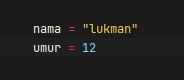 nama = "lukman"
umur = 12